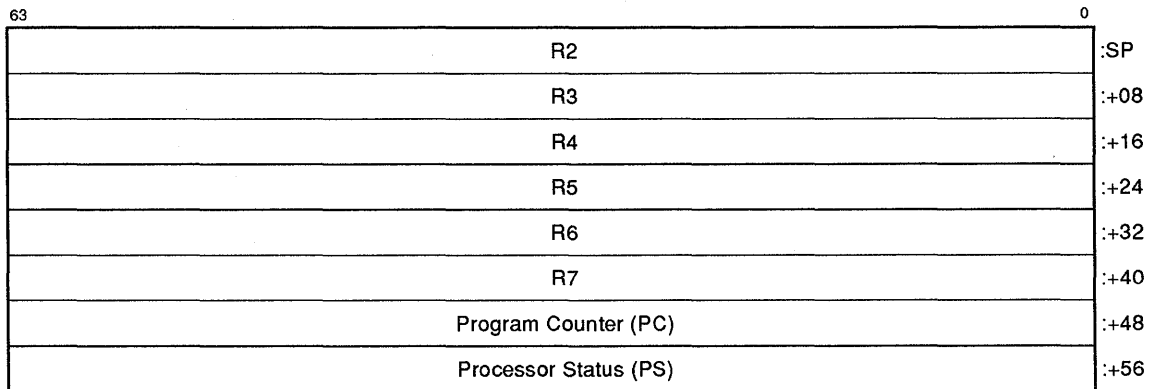 63 0
R2 :SP
R3 :+08
R4 :+16
R5 :+24
R6 :+32
R7 :+40
Program Counter (PC) :+48
Processor Status (PS) :+56